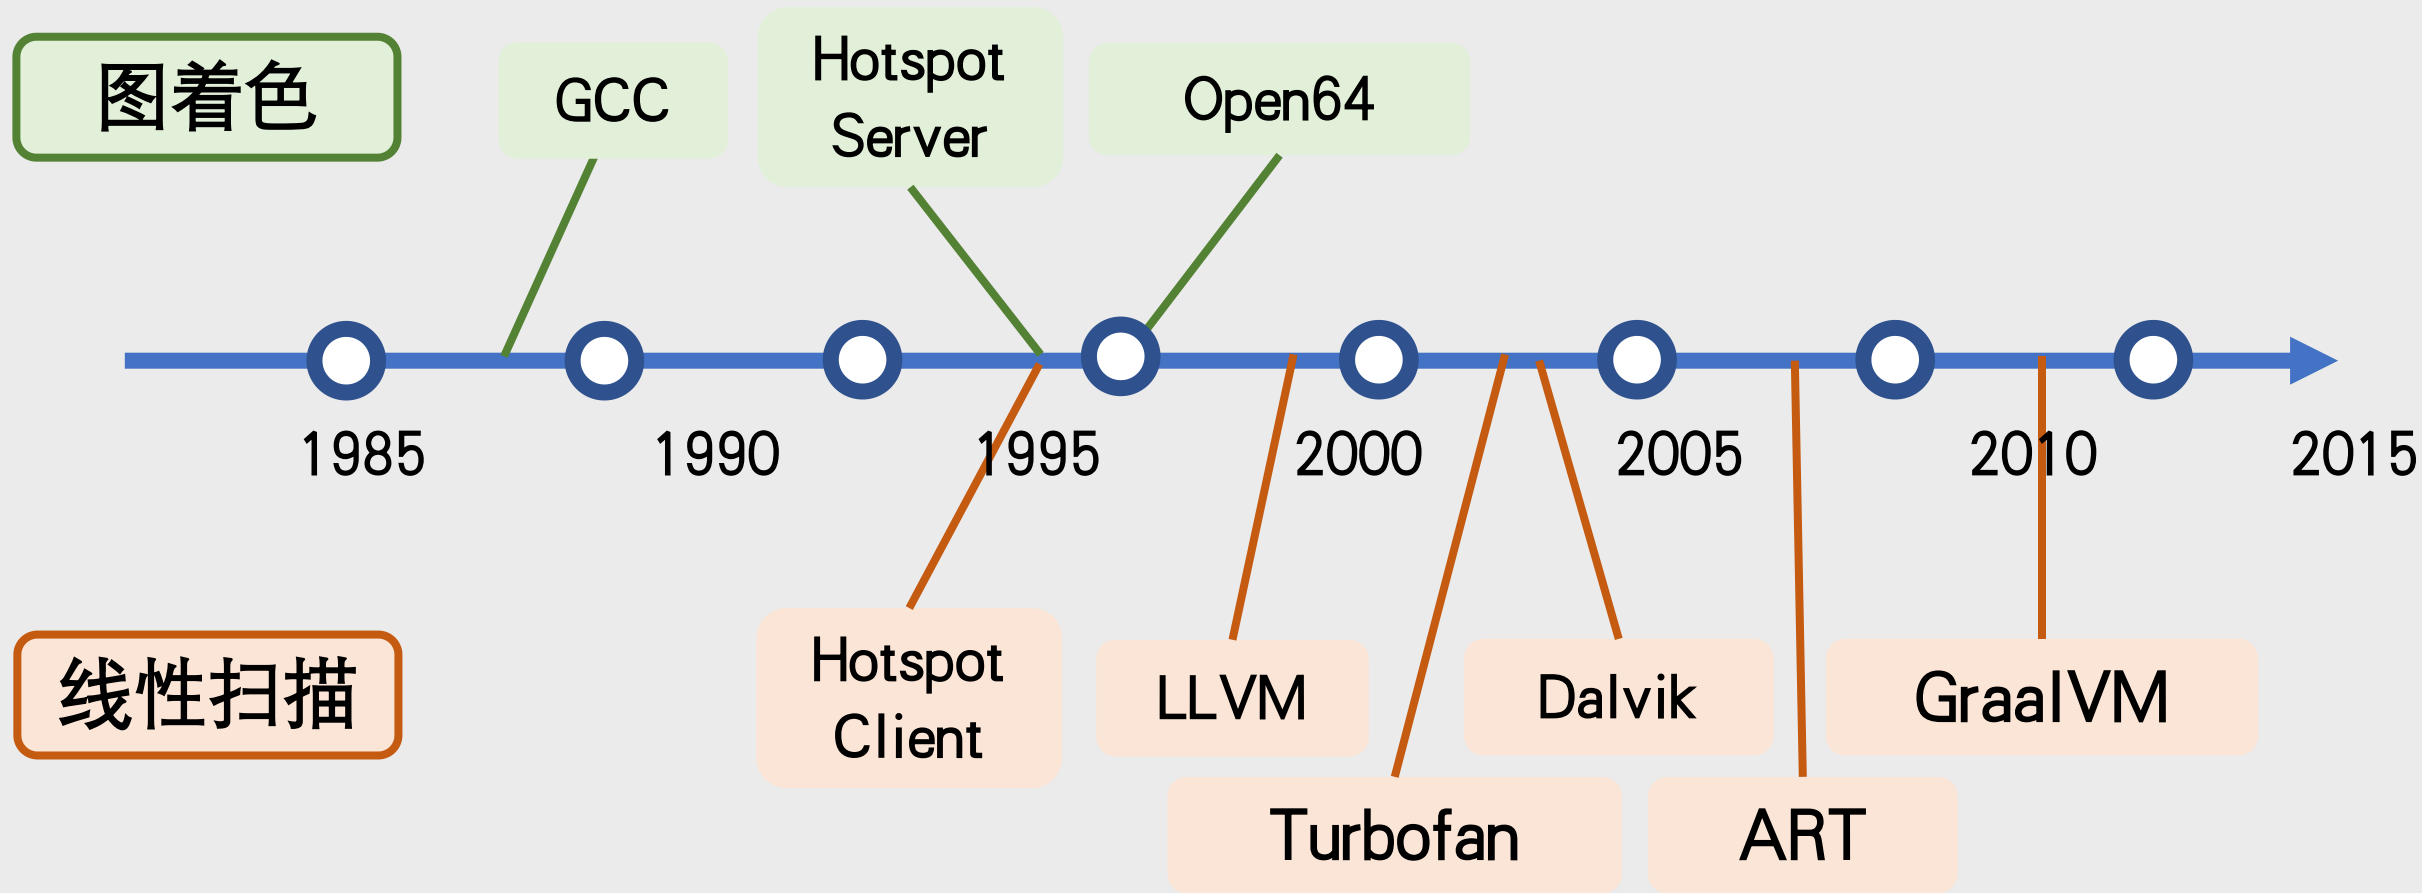 图着色
GCC
Hotspot
Server
Open64
1985
1990
1995
2000
2005
2010
2015
线性扫描
Hotspot
Client
LLVM
Dalvik
GraalVM
Turbofan
ART